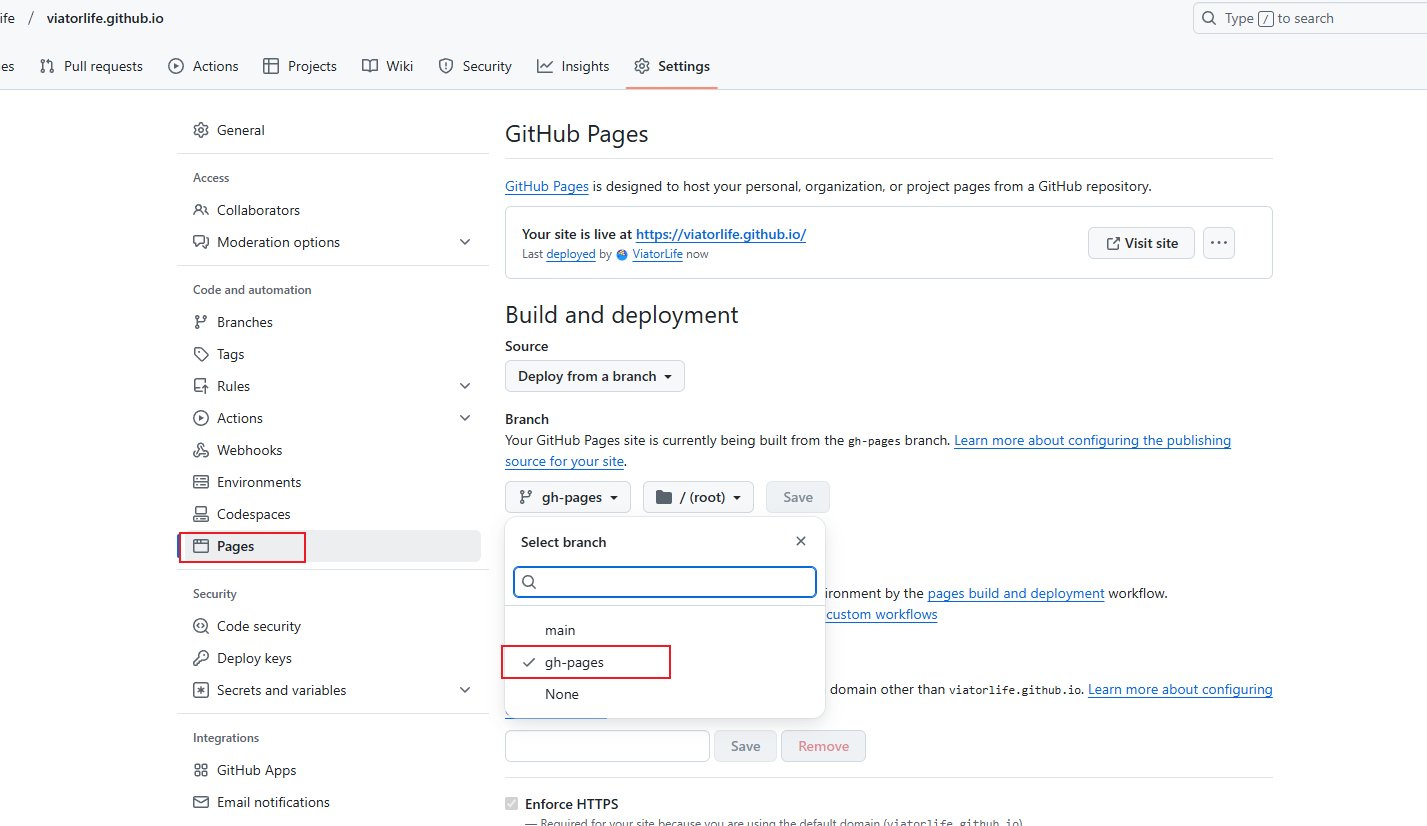 ife / viatorlife.github.io
Type / to search
es Pull requests Actions Projects Wiki Security Insights Settings
General
Access
Collaborators
Moderation options
Code and automation
Branches
Tags
Rules
Actions
Webhooks
Environments
Codespaces
Pages
Security
Code security
Deploy keys
Secrets and variables
Integrations
GitHub Apps
Email notifications
GitHub Pages
GitHub Pages is designed to host your personal, organization, or project pages from a GitHub repository.
Your site is live at https://viatorlife.github.io/
Last deployed by ViatorLife now
Visit site
Build and deployment
Source
Deploy from a branch
Branch
Your GitHub Pages site is currently being built from the gh-pages branch. Learn more about configuring the publishing
source for your site.
gh-pages / (root) Save
Select branch
main
gh-pages
None
ironment by the pages build and deployment workflow.
custom workflows
domain other than viatorlife.github.io. Learn more about configuring
Save Remove
Enforce HTTPS
— Required for your site because you are using the default domain (viatorlife.github.io)